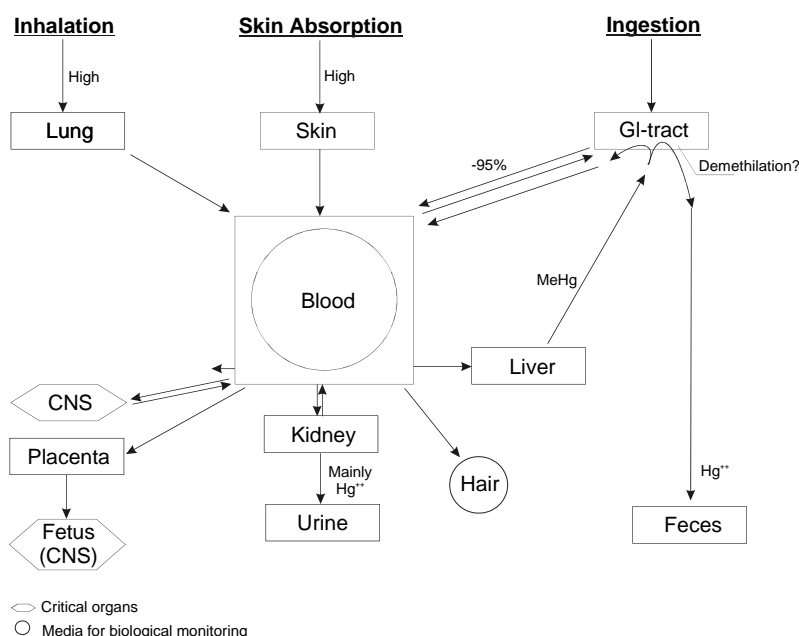 Inhalation
Skin Absorption
Ingestion
High
High
Lung
Skin
GI-tract
-95%
Demethilation?
Blood
MeHg
Liver
CNS
Kidney
Placenta
Mainly
Hg⁺⁺
Hair
Hg⁺⁺
Urine
Feces
Fetus
(CNS)
Critical organs
Media for biological monitoring